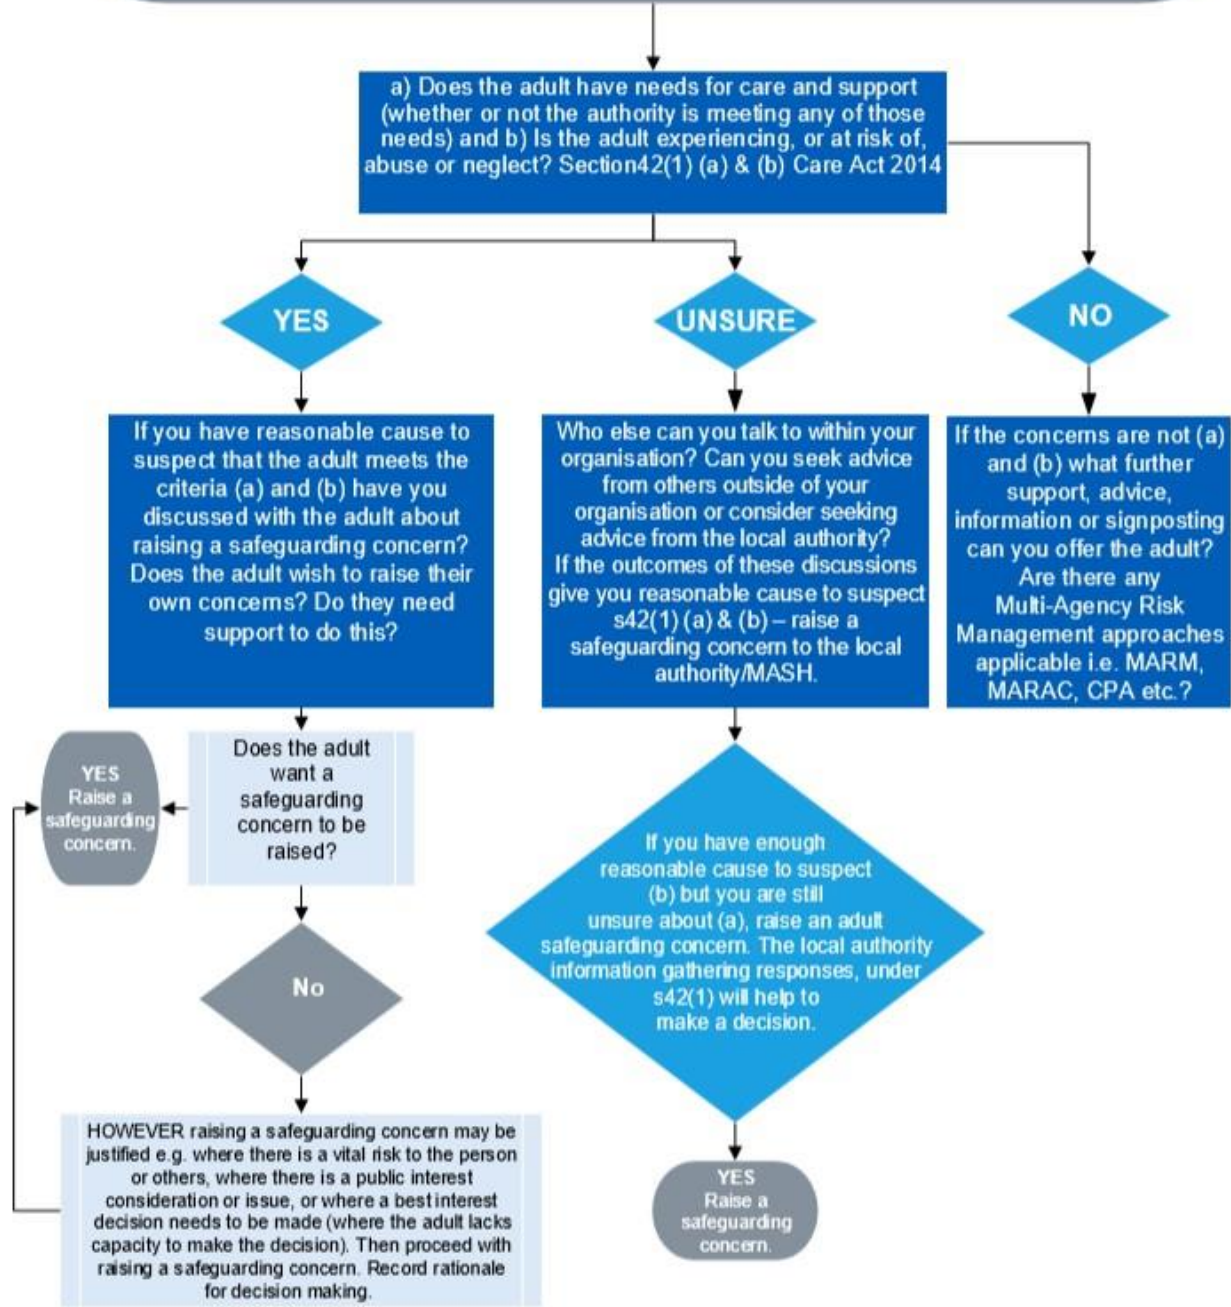 a) Does the adult have needs for care and support
(whether or not the authority is meeting any of those
needs) and b) Is the adult experiencing, or at risk of,
abuse or neglect? Section42(1) (a) & (b) Care Act 2014
YES
UNSURE
NO
If you have reasonable cause to
suspect that the adult meets the
criteria (a) and (b) have you
discussed with the adult about
raising a safeguarding concern?
Does the adult wish to raise their
own concerns? Do they need
support to do this?
Who else can you talk to within your
organisation? Can you seek advice
from others outside of your
organisation or consider seeking
advice from the local authority?
If the outcomes of these discussions
give you reasonable cause to suspect
s42(1) (a) & (b) – raise a
safeguarding concern to the local
authority/MASH.
If the concerns are not (a)
and (b) what further
support, advice,
information or signposting
can you offer the adult?
Are there any
Multi-Agency Risk
Management approaches
applicable i.e. MARM,
MARAC, CPA etc.?
YES
Raise a
safeguarding
concern.
Does the adult
want a
safeguarding
concern to be
raised?
No
If you have enough
reasonable cause to suspect
(b) but you are still
unsure about (a), raise an adult
safeguarding concern. The local authority
information gathering responses, under
s42(1) will help to
make a decision.
HOWEVER raising a safeguarding concern may be
justified e.g. where there is a vital risk to the person
or others, where there is a public interest
consideration or issue, or where a best interest
decision needs to be made (where the adult lacks
capacity to make the decision). Then proceed with
raising a safeguarding concern. Record rationale
for decision making.
YES
Raise a
safeguarding
concern.